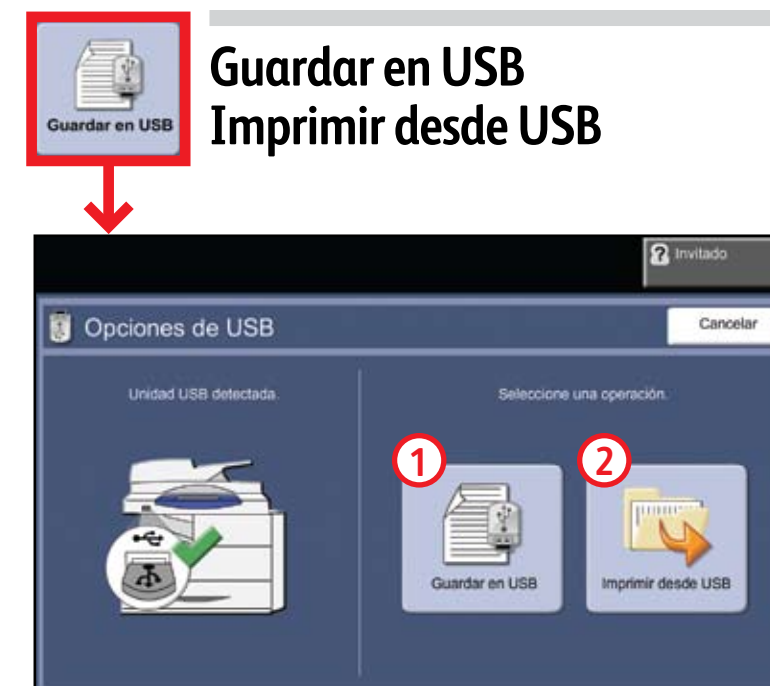 Guardar en USB
Guardar en USB
Imprimir desde USB
Invitado
Opciones de USB
Cancelar
Unidad USB detectada.
Seleccione una operación.
1
2
Guardar en USB
Imprimir desde USB